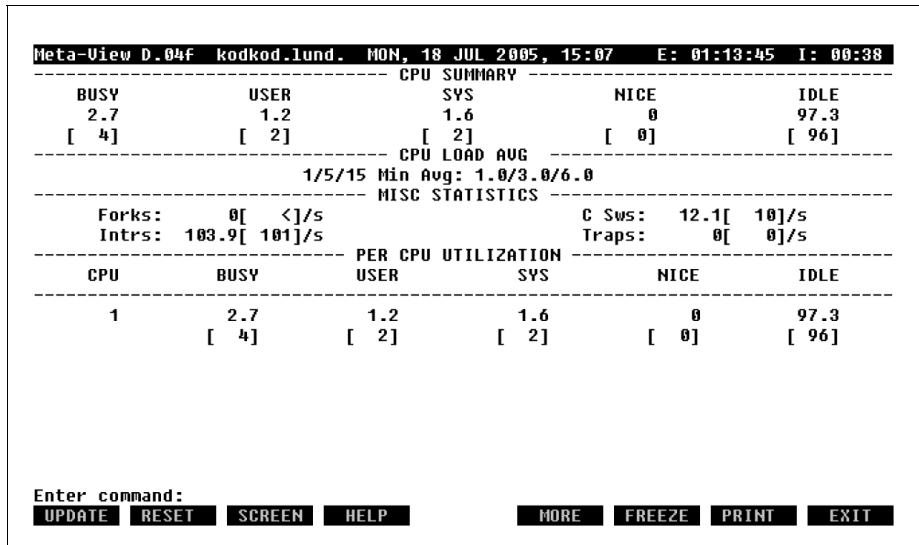 Meta-View D.04f kodkod.lund. MON, 18 JUL 2005, 15:07 E: 01:13:45 I: 00:38
------------------------------------ CPU SUMMARY -------------------------------------
BUSY USER SYS NICE IDLE
2.7 1.2 1.6 0 97.3
[ 4] [ 2] [ 2] [ 0] [ 96]
------------------------------------ CPU LOAD AVG ------------------------------------
1/5/15 Min Avg: 1.0/3.0/6.0
---------------------------------- MISC STATISTICS -----------------------------------
Forks: 0[ <]/s C Sws: 12.1[ 10]/s
Intrs: 103.9[ 101]/s Traps: 0[ 0]/s
-------------------------------- PER CPU UTILIZATION ---------------------------------
CPU BUSY USER SYS NICE IDLE
--------------------------------------------------------------------------------------
1 2.7 1.2 1.6 0 97.3
[ 4] [ 2] [ 2] [ 0] [ 96]
Enter command:
UPDATE RESET SCREEN HELP MORE FREEZE PRINT EXIT